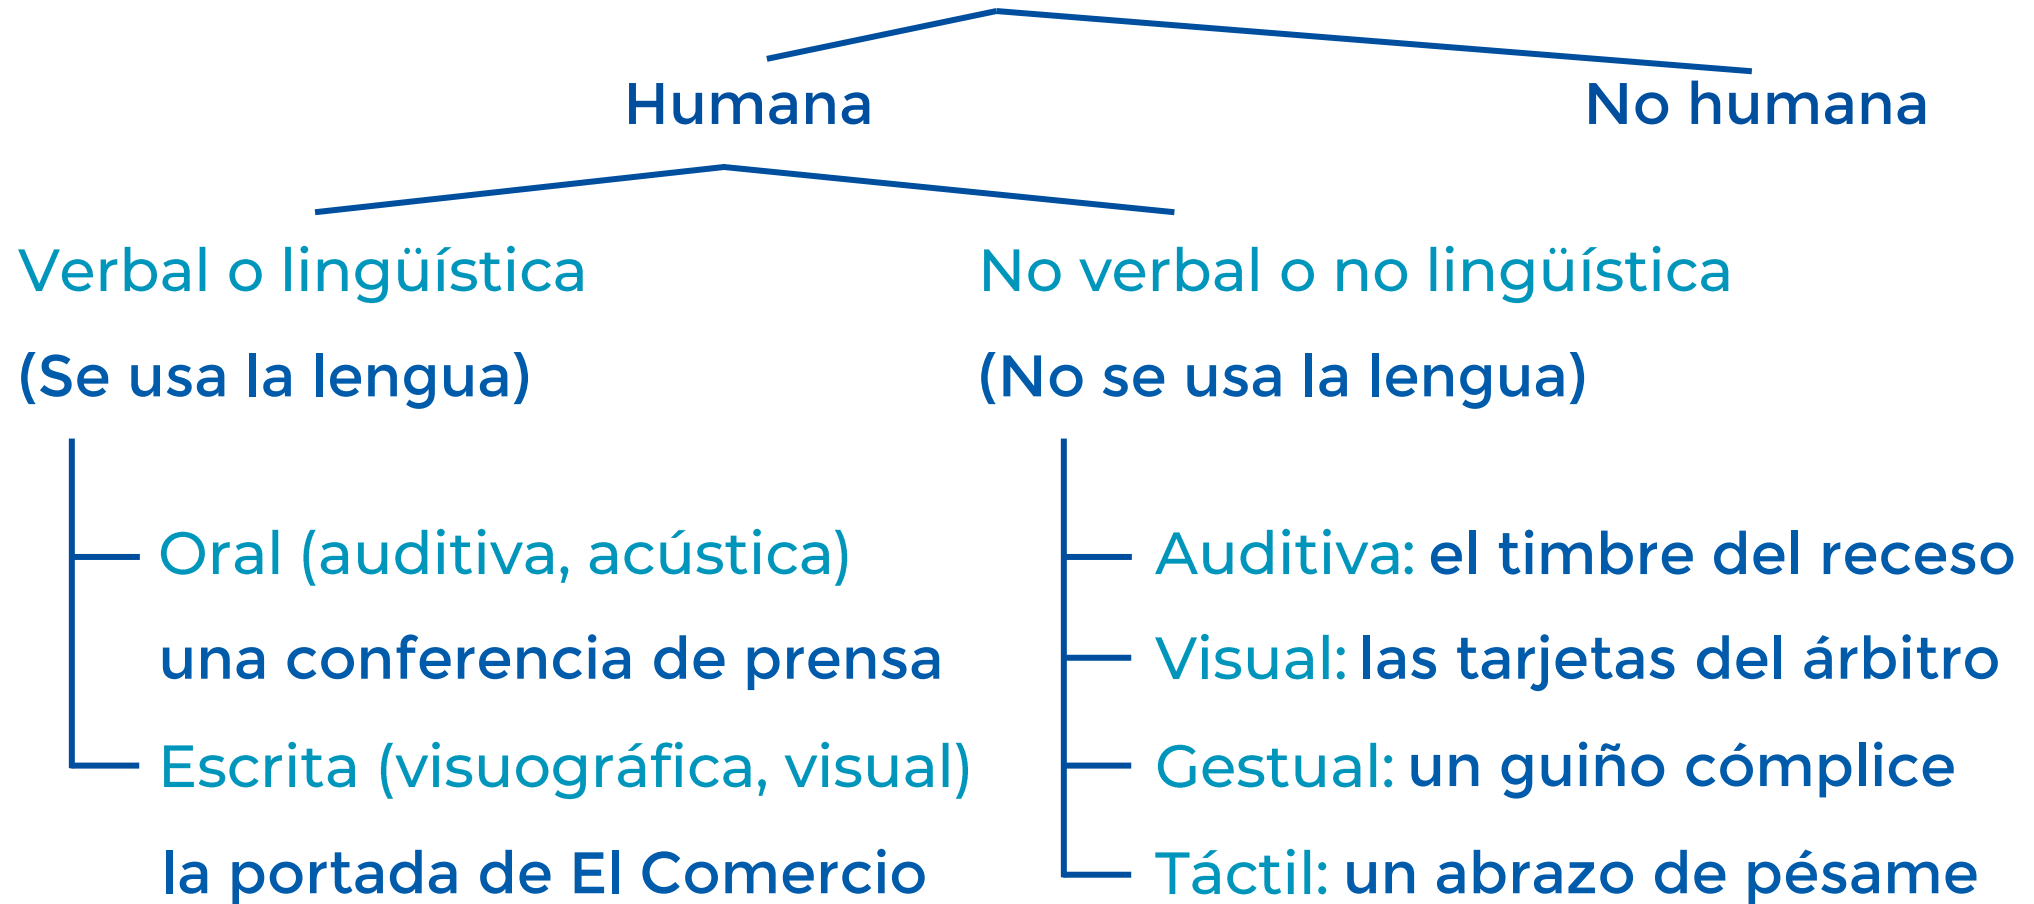 Humana
No humana
Verbal o lingüística
(Se usa la lengua)
Oral (auditiva, acústica)
una conferencia de prensa
Escrita (visuográfica, visual)
la portada de El Comercio
No verbal o no lingüística
(No se usa la lengua)
Auditiva: el timbre del receso
Visual: las tarjetas del árbitro
Gestual: un guiño cómplice
Táctil: un abrazo de pésame